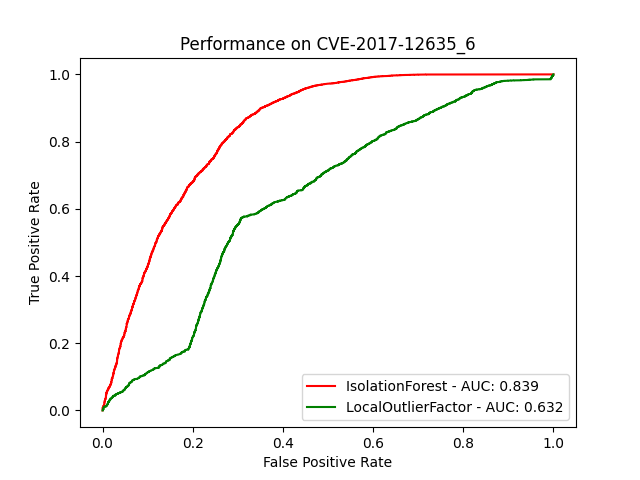 Performance on CVE-2017-12635_6
True Positive Rate
1.0
0.8
0.6
0.4
0.2
0.0
IsolationForest - AUC: 0.839
LocalOutlierFactor - AUC: 0.632
0.0 0.2 0.4 0.6 0.8 1.0
False Positive Rate